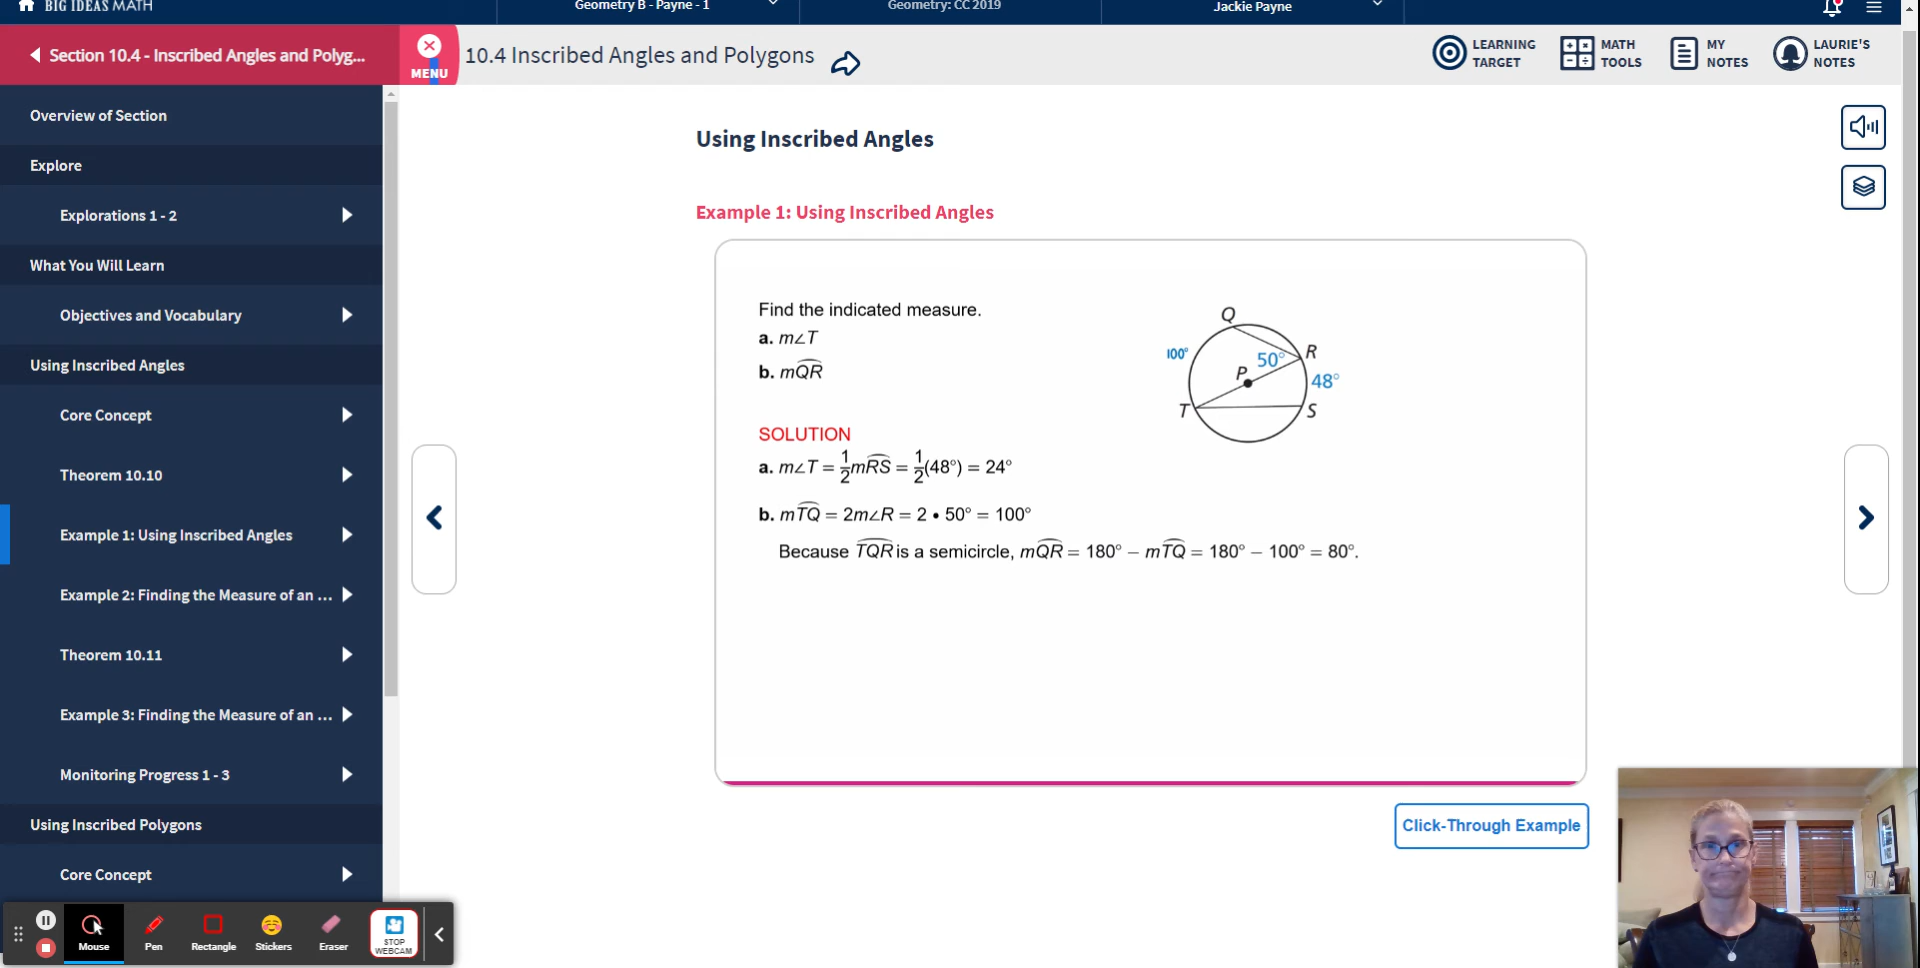 BIG IDEAS MATH
Geometry B - Payne - 1
Geometry: CC 2019
Jackie Payne
Section 10.4 - Inscribed Angles and Polyg...
MENU
10.4 Inscribed Angles and Polygons
LEARNING TARGET
MATH TOOLS
MY NOTES
LAURIE'S NOTES
Overview of Section
Explore
Explorations 1 - 2
What You Will Learn
Objectives and Vocabulary
Using Inscribed Angles
Core Concept
Theorem 10.10
Example 1: Using Inscribed Angles
Example 2: Finding the Measure of an ...
Theorem 10.11
Example 3: Finding the Measure of an ...
Monitoring Progress 1 - 3
Using Inscribed Polygons
Core Concept
Using Inscribed Angles
Example 1: Using Inscribed Angles
Find the indicated measure.
a. m∠T
b. mQR
Q
100°
50°
R
P
48°
T
S
SOLUTION
a. m∠T = 1/2 mRS = 1/2 (48°) = 24°
b. mTQ = 2m∠R = 2 • 50° = 100°
Because TQR is a semicircle, mQR = 180° – mTQ = 180° – 100° = 80°.
Click-Through Example
Mouse
Pen
Rectangle
Stickers
Eraser
STOP WEBCAM